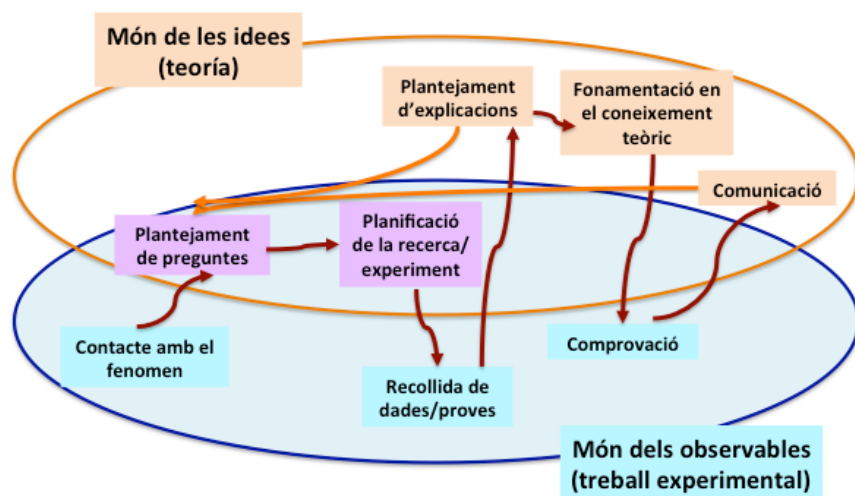 Món de les idees
(teoría)
Plantejament
d’explicacions
Fonamentació en
el coneixement
teòric
Comunicació
Plantejament
de preguntes
Planificació
de la recerca/
experiment
Contacte amb el
fenomen
Recollida de
dades/proves
Comprovació
Món dels observables
(treball experimental)